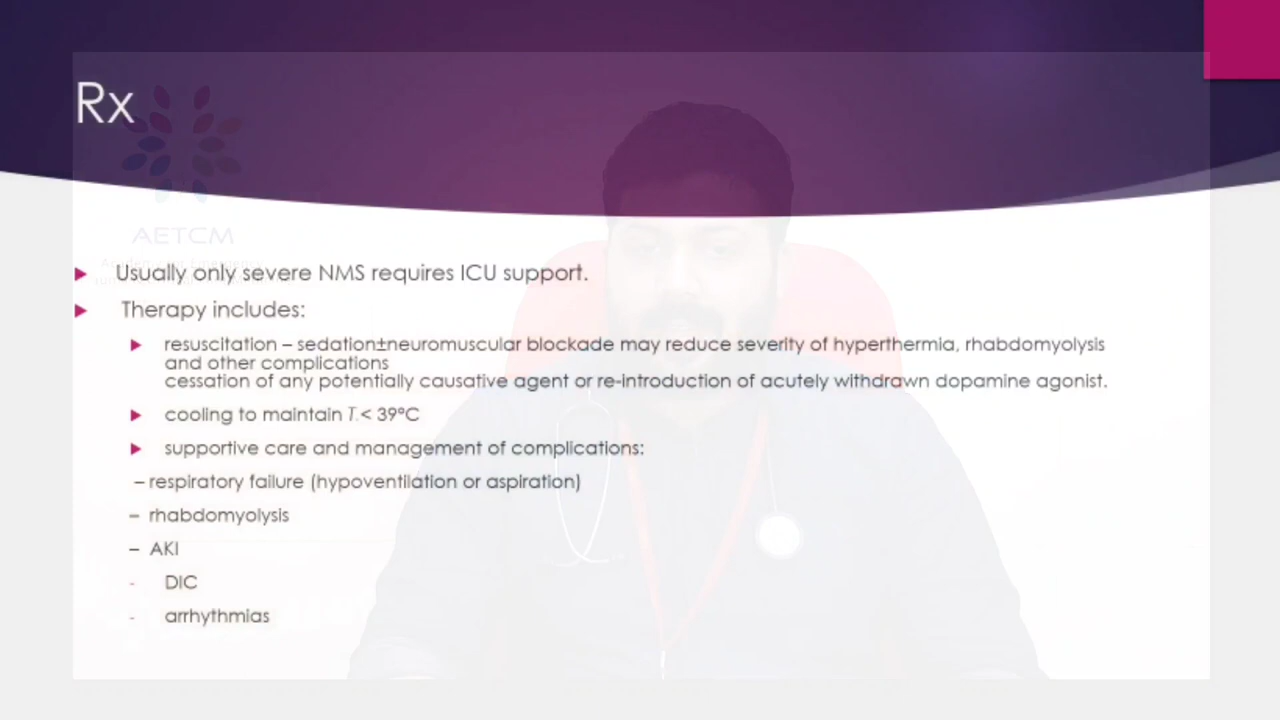 Rx
AETCM
Usually only severe NMS requires ICU support.
Therapy includes:
resuscitation – sedation±neuromuscular blockade may reduce severity of hyperthermia, rhabdomyolysis
and other complications
cessation of any potentially causative agent or re-introduction of acutely withdrawn dopamine agonist.
cooling to maintain T.< 39°C
supportive care and management of complications:
– respiratory failure (hypoventilation or aspiration)
– rhabdomyolysis
– AKI
- DIC
- arrhythmias